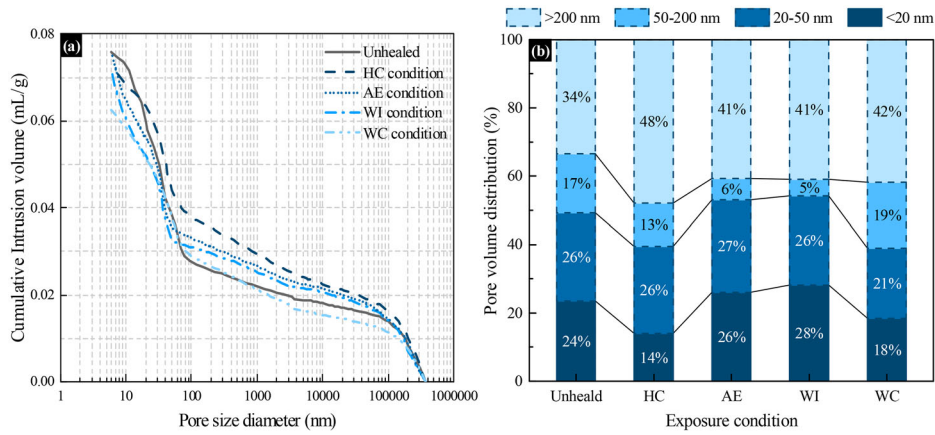 (a)
Cumulative Intrusion volume (mL/g)
0.08
0.06
0.04
0.02
0.00
Unhealed
HC condition
AE condition
WI condition
WC condition
1
10
100
1000
10000
100000
1000000
Pore size diameter (nm)
>200 nm
50-200 nm
20-50 nm
<20 nm
(b)
Pore volume distribution (%)
100
80
60
40
20
0
34%
48%
41%
41%
42%
17%
13%
6%
5%
19%
26%
26%
27%
26%
21%
24%
14%
26%
28%
18%
Unheald
HC
AE
WI
WC
Exposure condition